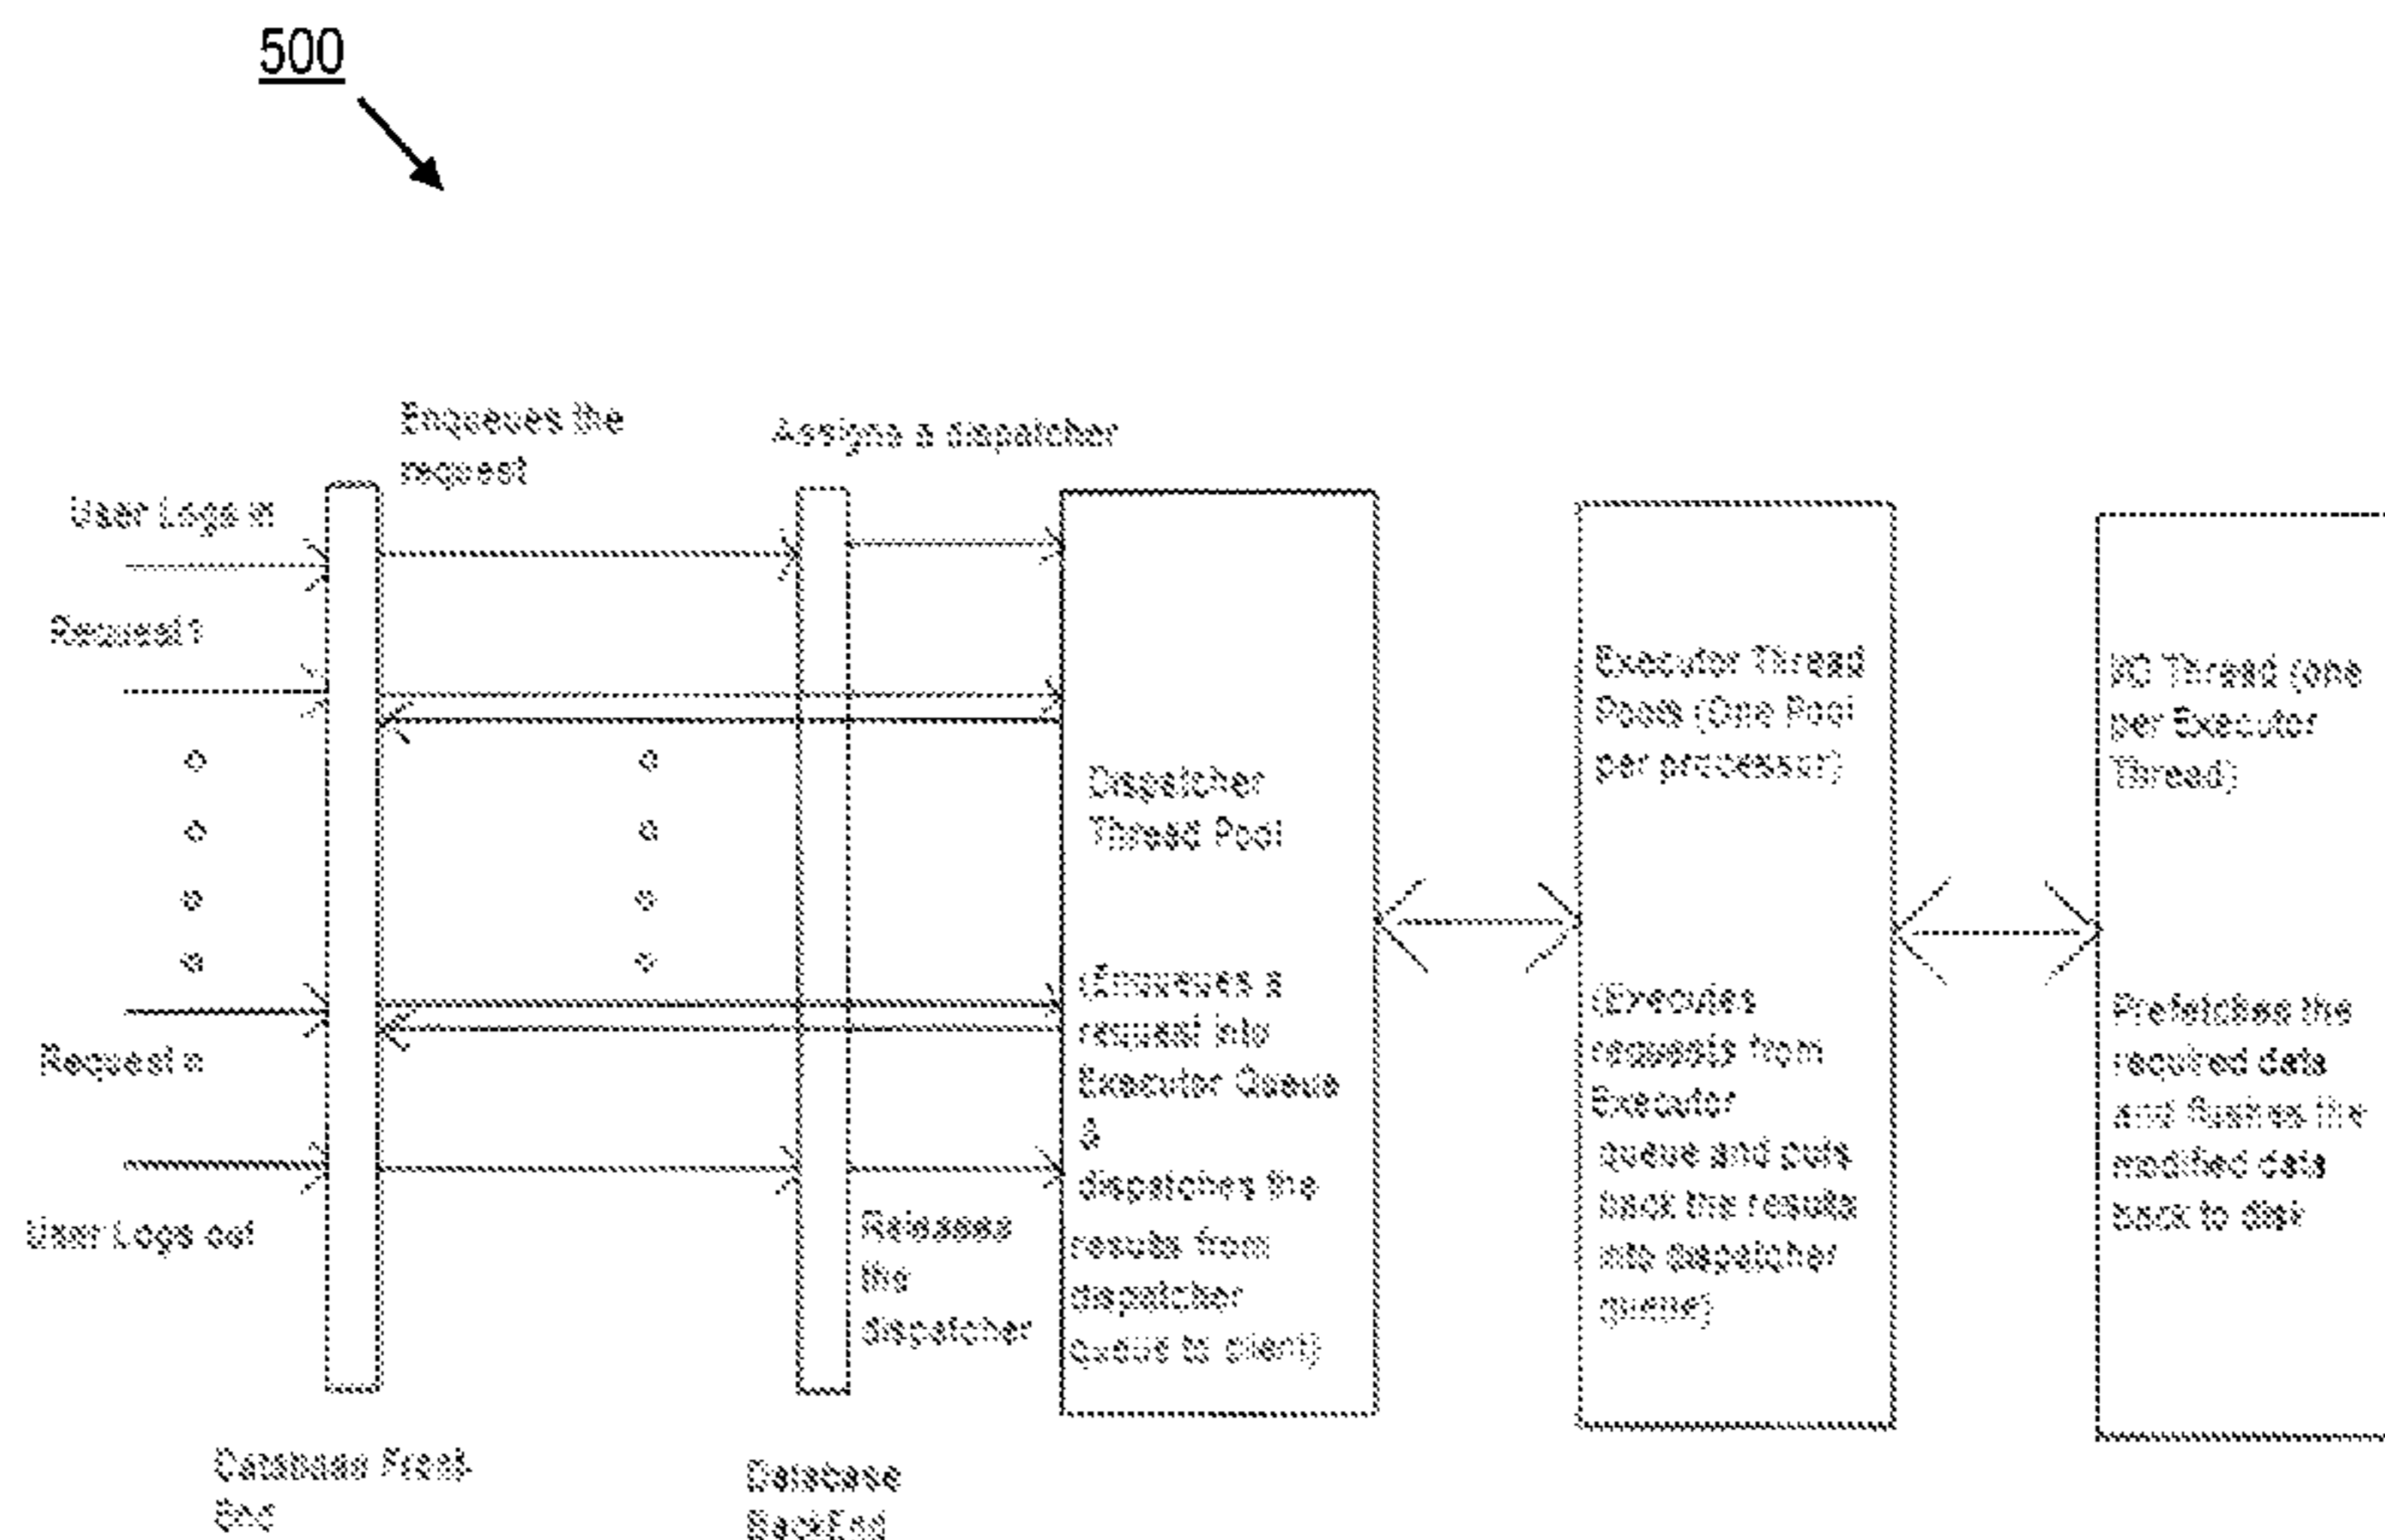 500
Enqueues the
request
Assigns a dispatcher
User Logs in
Request 1
Request n
User Logs out
Releases
the
dispatcher
Database Front
End
Database
BackEnd
Dispatcher
Thread Pool
(Enqueues a
request into
Executor Queue
&
dispatches the
results from
dispatcher
queue to client)
Executor Thread
Pools (One Pool
per processor)
(Executes
requests from
Executor
queue and puts
back the results
into dispatcher
queue)
I/O Thread (one
per Executor
Thread)
Prefetches the
required data
and flushes the
modified data
back to disk